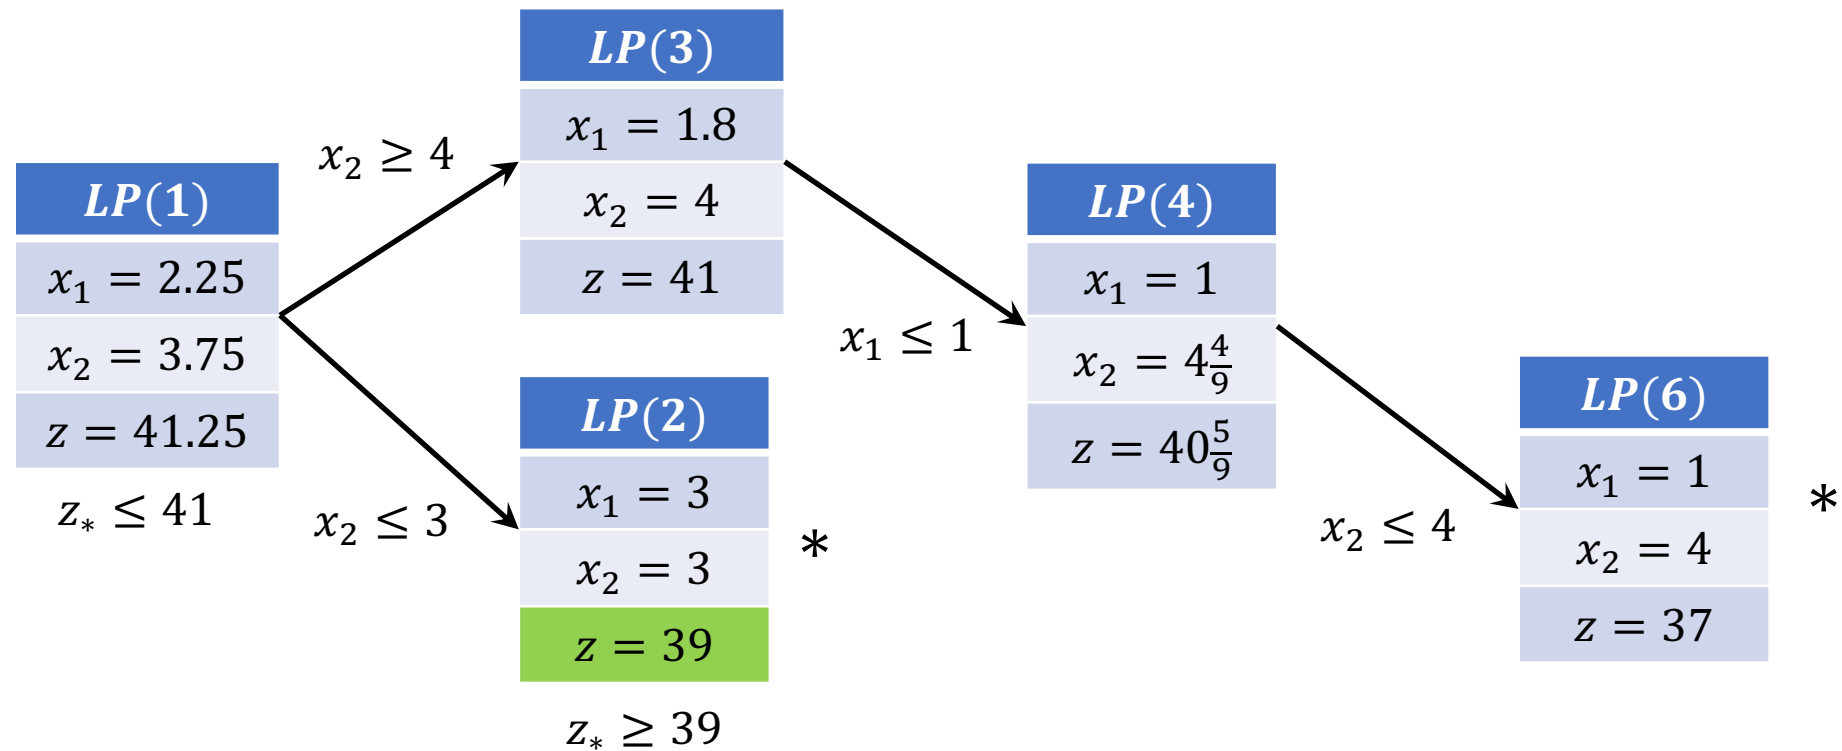 LP(1)
x₁ = 2.25
x₂ = 3.75
z = 41.25
z* ≤ 41
x₂ ≥ 4
x₂ ≤ 3
LP(3)
x₁ = 1.8
x₂ = 4
z = 41
LP(2)
x₁ = 3
x₂ = 3
z = 39
z* ≥ 39
*
x₁ ≤ 1
LP(4)
x₁ = 1
x₂ = 4 4/9
z = 40 5/9
x₂ ≤ 4
LP(6)
x₁ = 1
x₂ = 4
z = 37
*